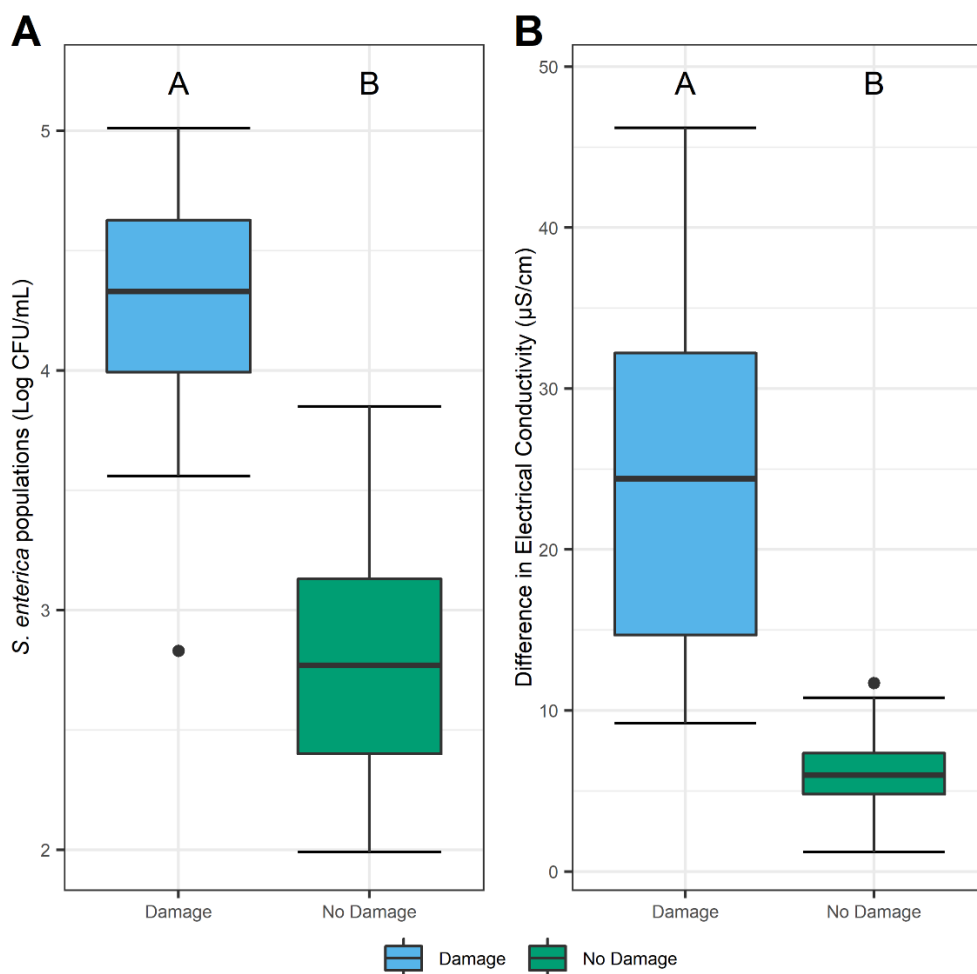 A
S. enterica populations (Log CFU/mL)
5
4
3
2
A
B
Damage
No Damage
B
Difference in Electrical Conductivity (µS/cm)
50
40
30
20
10
0
A
B
Damage
No Damage
Damage
No Damage